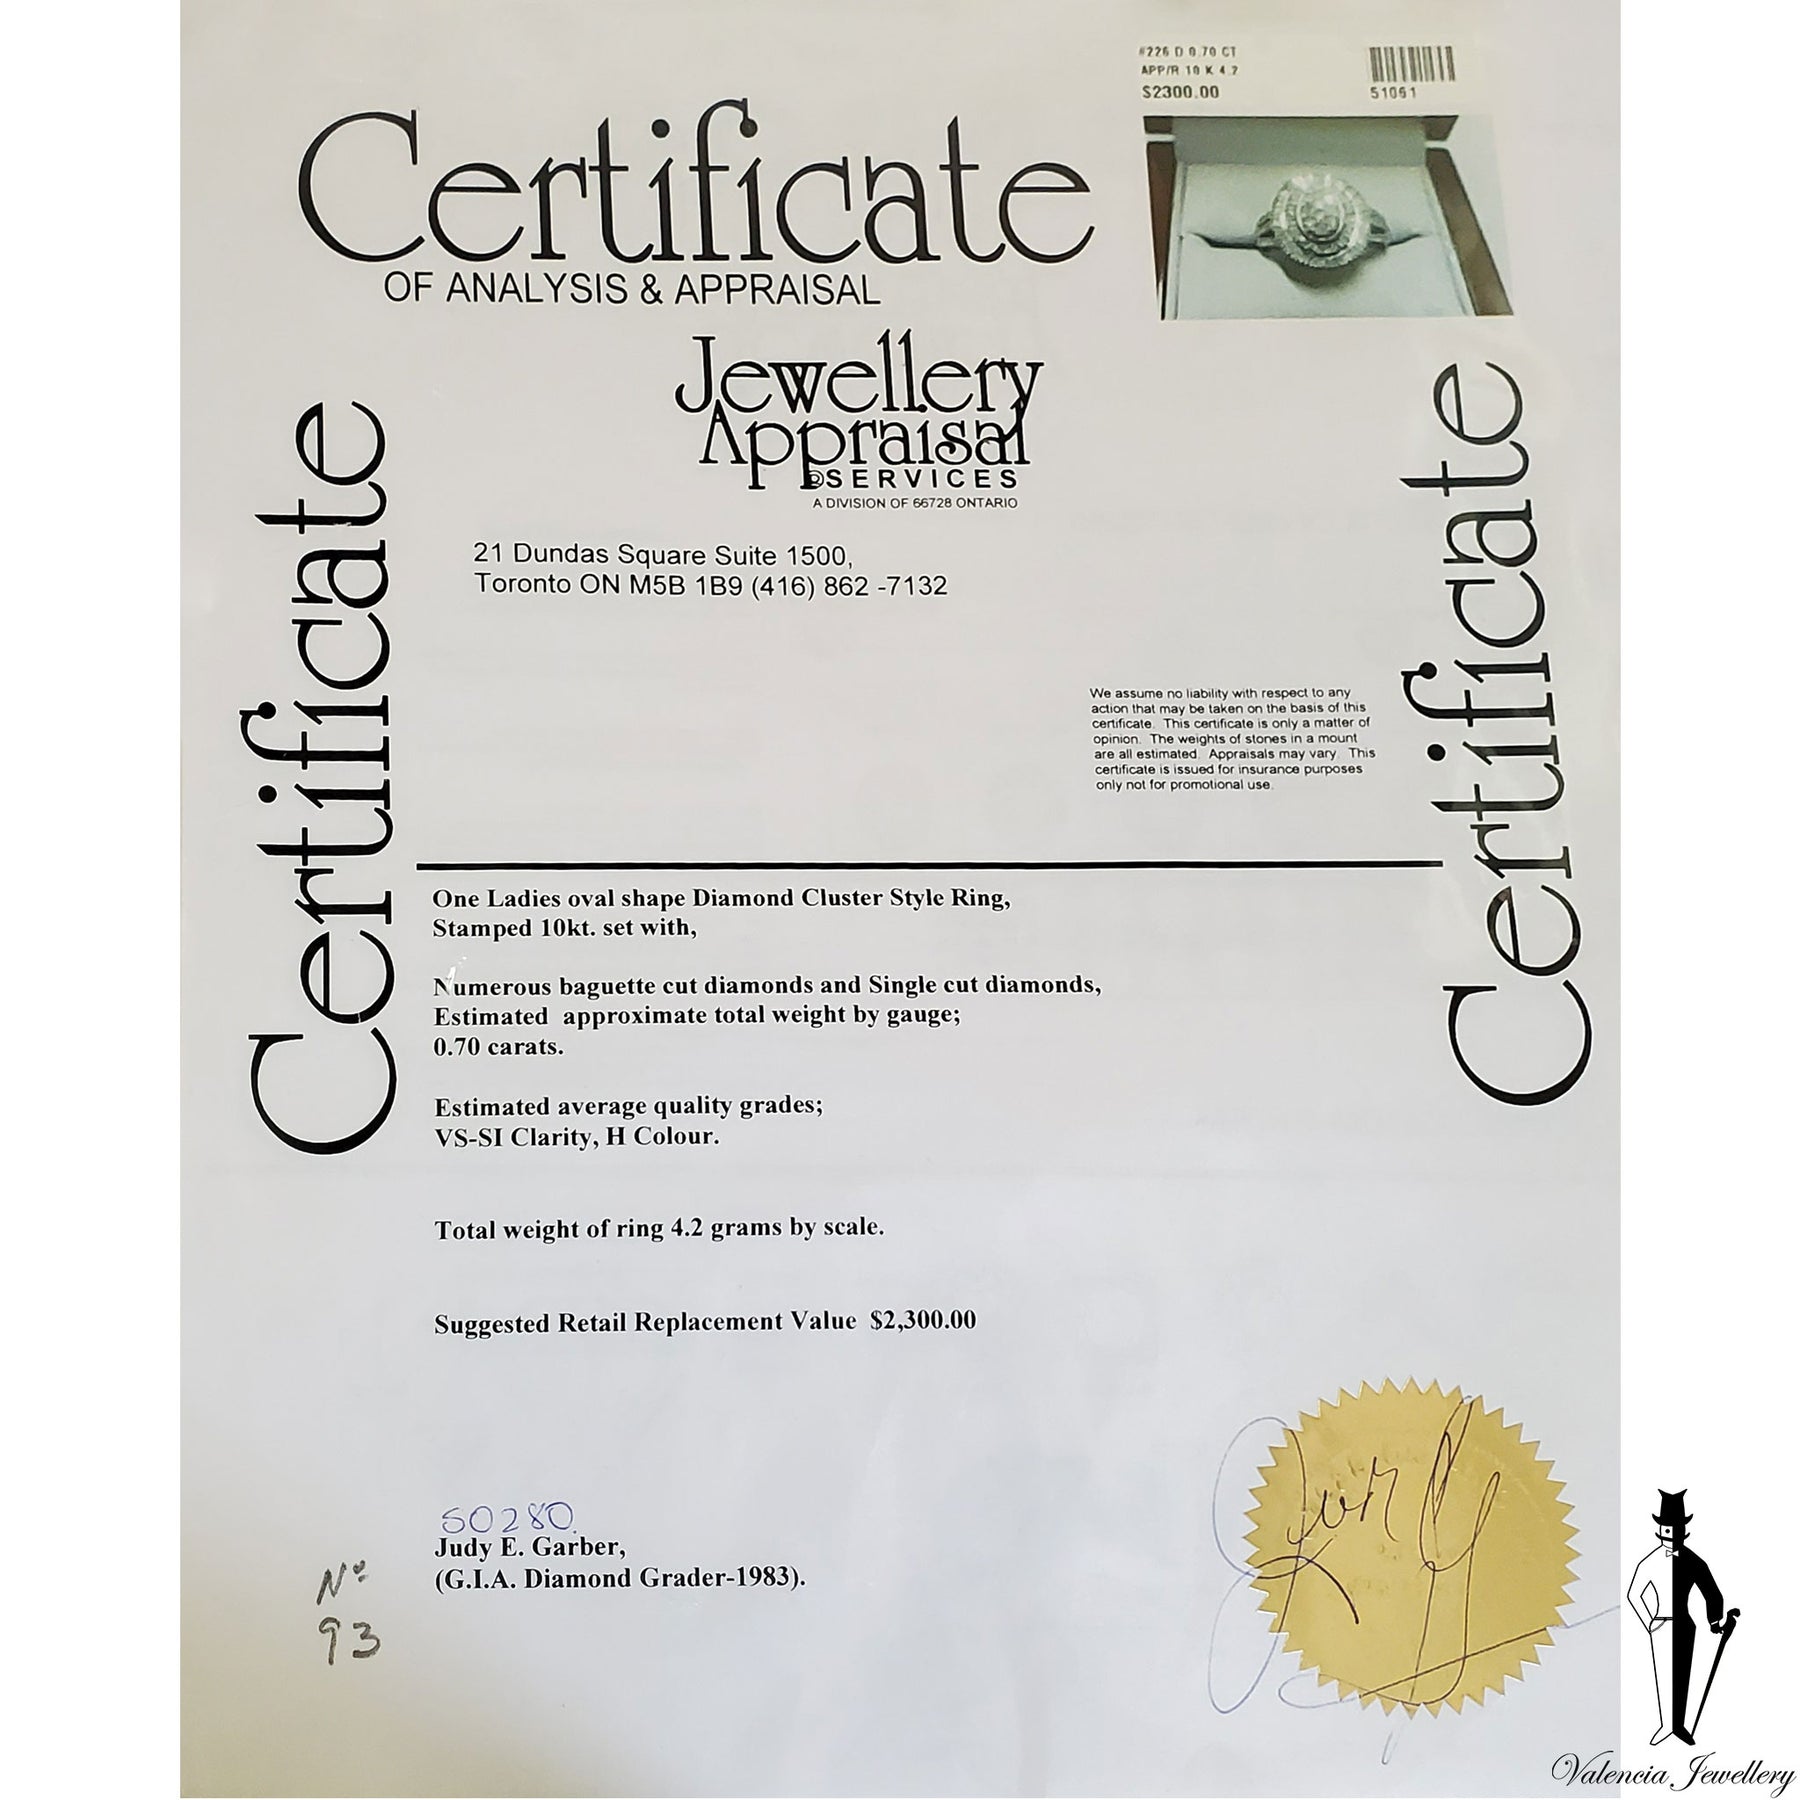 #226 D 0.70 CT
APP/R 10 K 4.2
$2300.00
51061
Certificate
OF ANALYSIS & APPRAISAL
Jewellery
Appraisal
SERVICES
A DIVISION OF 66728 ONTARIO
21 Dundas Square Suite 1500,
Toronto ON M5B 1B9 (416) 862 -7132
Certificate
Certificate
We assume no liability with respect to any
action that may be taken on the basis of this
certificate. This certificate is only a matter of
opinion. The weights of stones in a mount
are all estimated. Appraisals may vary. This
certificate is issued for insurance purposes
only not for promotional use.
One Ladies oval shape Diamond Cluster Style Ring,
Stamped 10kt. set with,
Numerous baguette cut diamonds and Single cut diamonds,
Estimated approximate total weight by gauge;
0.70 carats.
Estimated average quality grades;
VS-SI Clarity, H Colour.
Total weight of ring 4.2 grams by scale.
Suggested Retail Replacement Value $2,300.00
50280.
Judy E. Garber,
(G.I.A. Diamond Grader-1983).
Nº
93
Valencia Jewellery